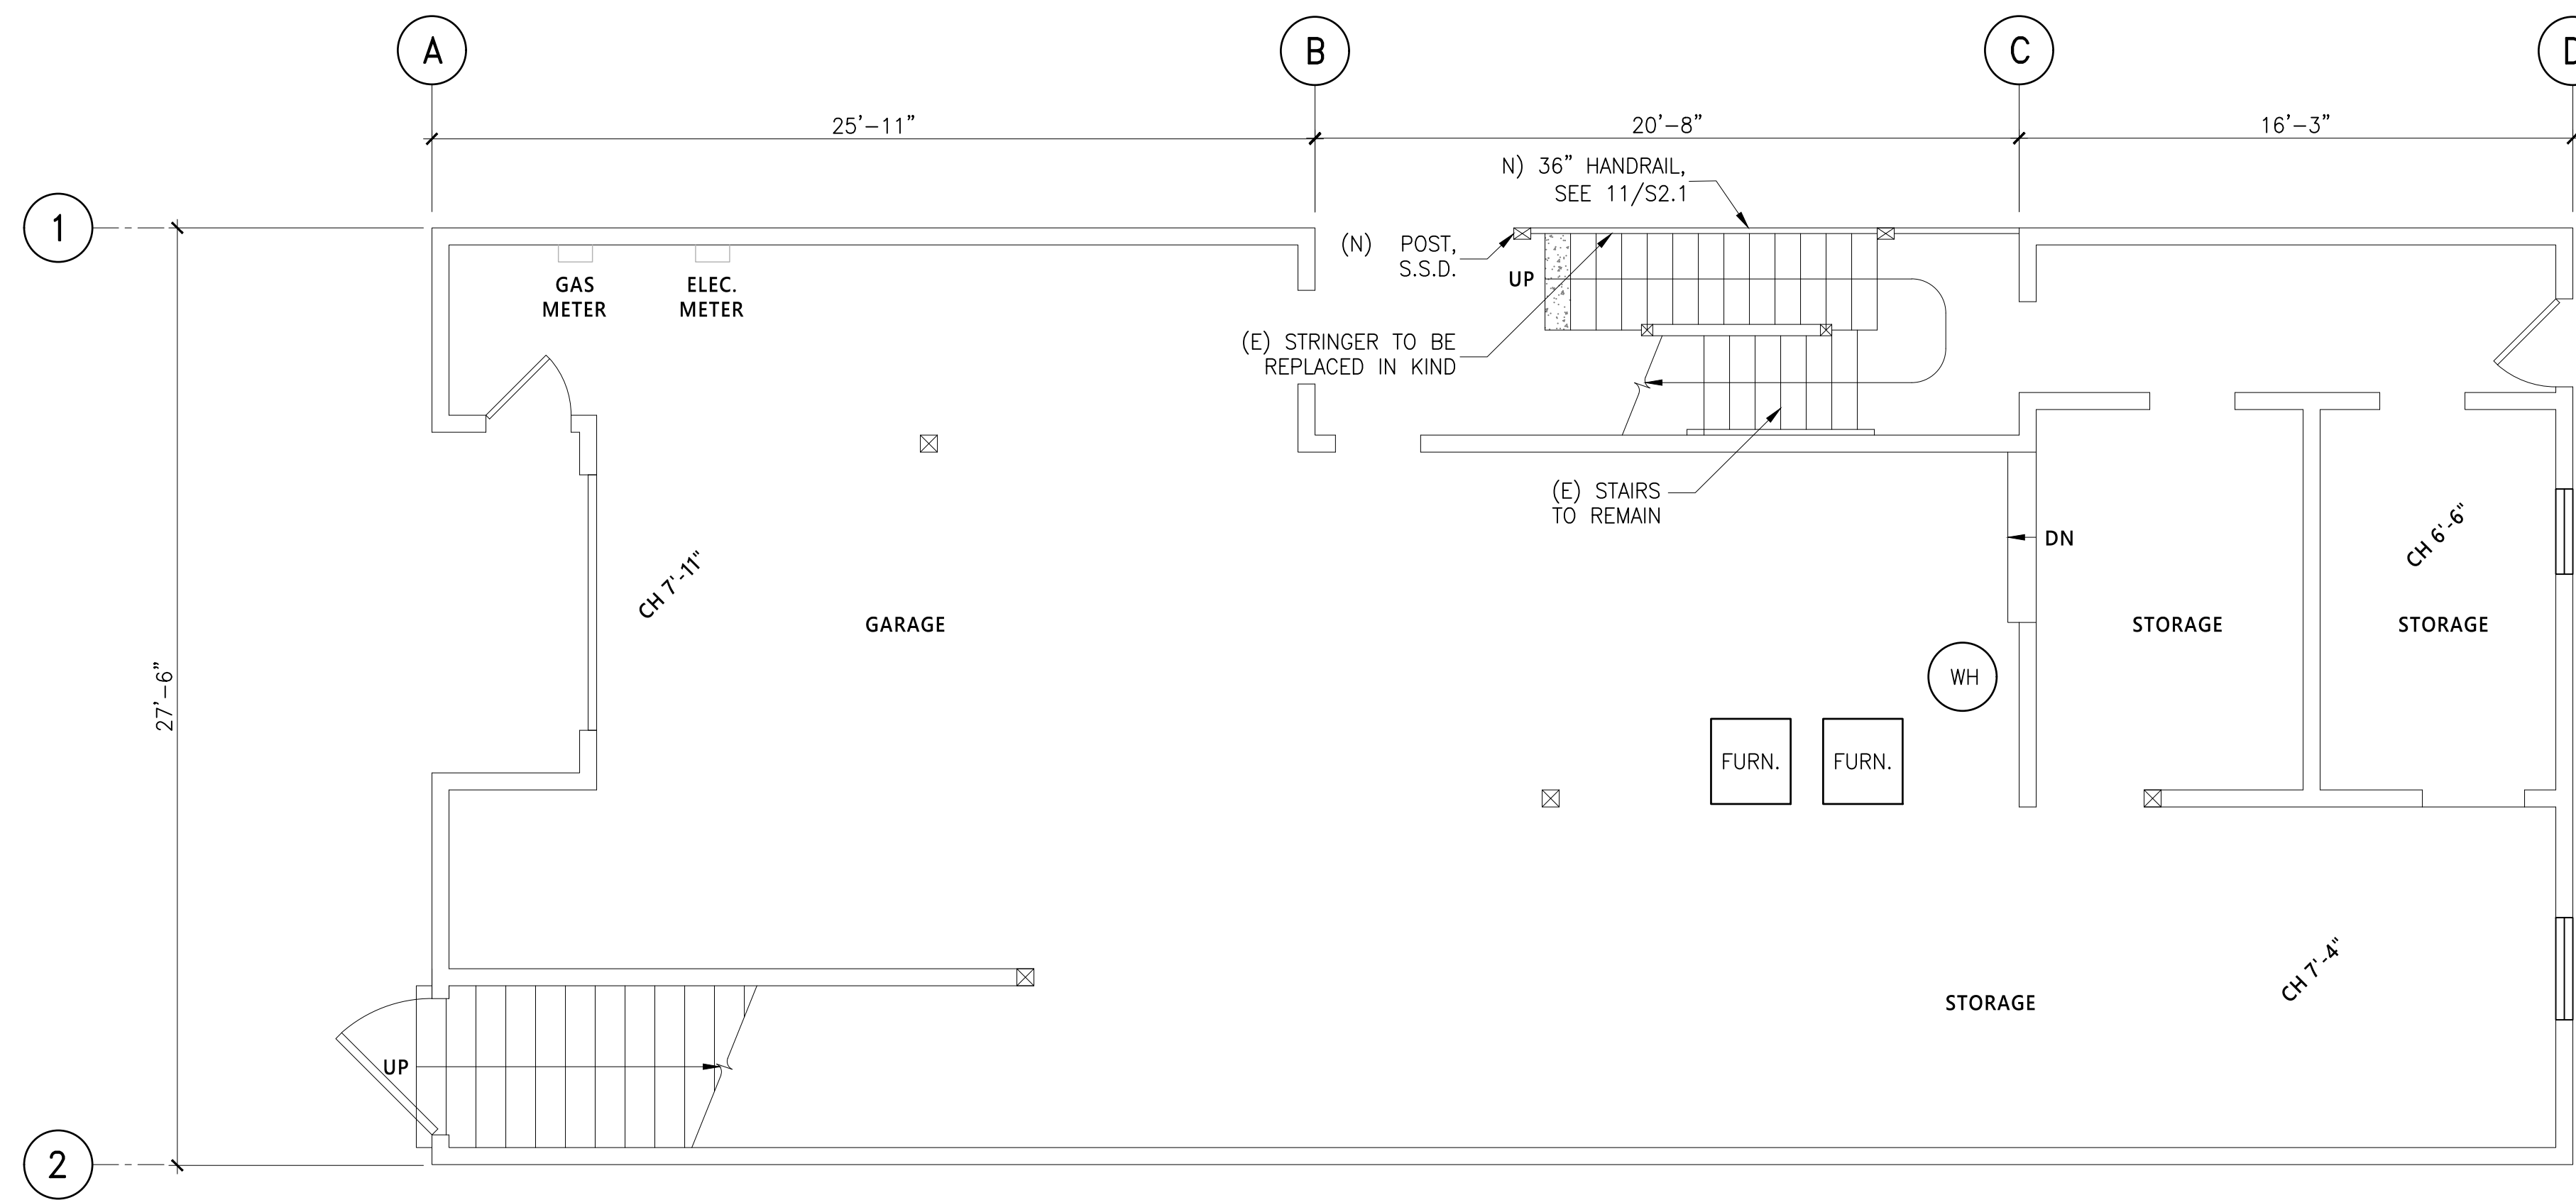 A
B
C
D
25'-11"
20'-8"
16'-3"
N) 36" HANDRAIL,
SEE 11/S2.1
1
(N) POST,
S.S.D.
UP
GAS
METER
ELEC.
METER
(E) STRINGER TO BE
REPLACED IN KIND
(E) STAIRS
TO REMAIN
DN
CH 6'-6"
CH 7'-11"
GARAGE
STORAGE
STORAGE
27'-6"
WH
FURN.
FURN.
CH 7'-4"
STORAGE
UP
2